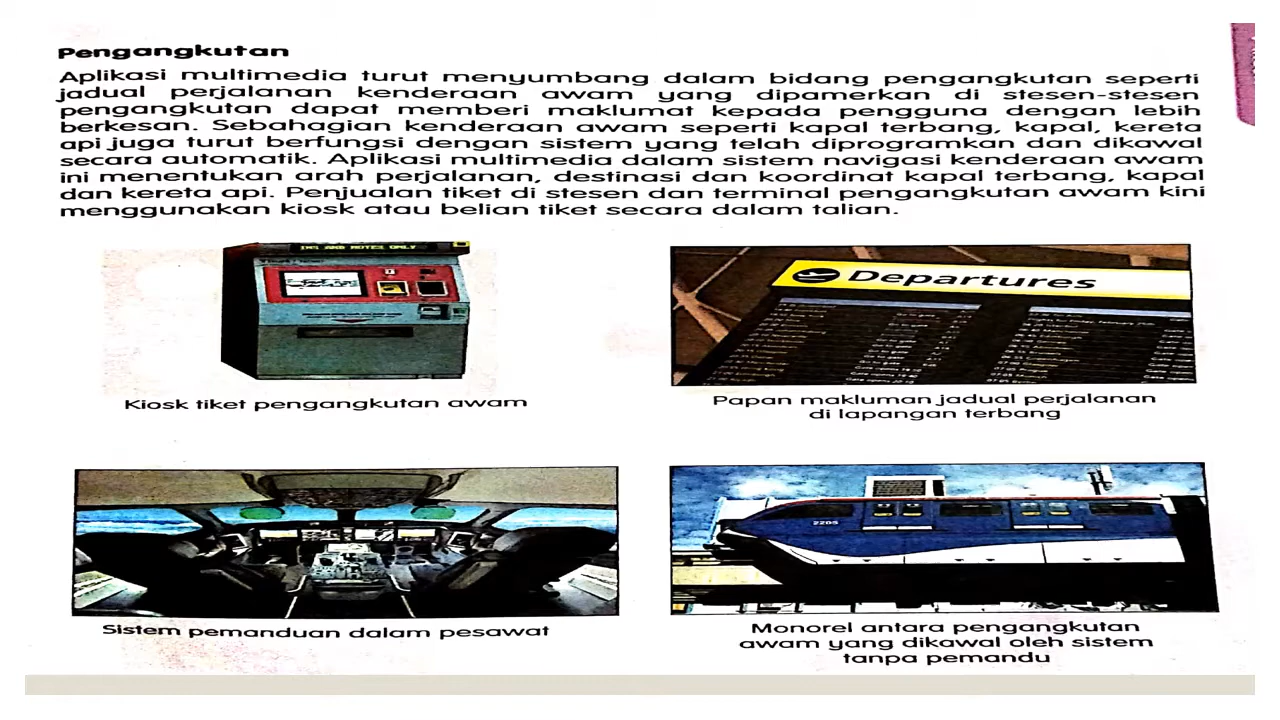 Pengangkutan
Aplikasi multimedia turut menyumbang dalam bidang pengangkutan seperti
jadual perjalanan kenderaan awam yang dipamerkan di stesen-stesen
pengangkutan dapat memberi maklumat kepada pengguna dengan lebih
berkesan. Sebahagian kenderaan awam seperti kapal terbang, kapal, kereta
api juga turut berfungsi dengan sistem yang telah diprogramkan dan dikawal
secara automatik. Aplikasi multimedia dalam sistem navigasi kenderaan awam
ini menentukan arah perjalanan, destinasi dan koordinat kapal terbang, kapal
dan kereta api. Penjualan tiket di stesen dan terminal pengangkutan awam kini
menggunakan kiosk atau belian tiket secara dalam talian.
AND NOTES ONLY
Departures
Kiosk tiket pengangkutan awam
Papan makluman jadual perjalanan
di lapangan terbang
2205
Sistem pemanduan dalam pesawat
Monorel antara pengangkutan
awam yang dikawal oleh sistem
tanpa pemandu